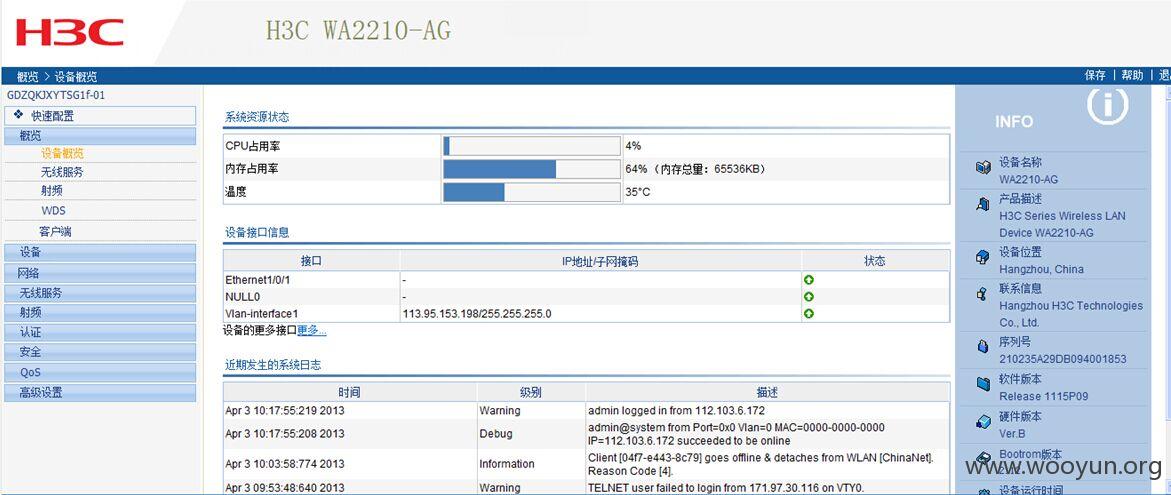 H3C
H3C WA2210-AG
概览 > 设备概览
保存 | 帮助 |
GDZQKJXYTSG1f-01
快速配置
概览
设备概览
无线服务
射频
WDS
客户端
设备
网络
无线服务
射频
认证
安全
QoS
高级设置
系统资源状态
CPU占用率 4%
内存占用率 64% (内存总量: 65536KB)
温度 35°C
设备接口信息
接口 IP地址/子网掩码 状态
Ethernet1/0/1 -
NULL0 -
Vlan-interface1 113.95.153.198/255.255.255.0
设备的更多接口更多...
近期发生的系统日志
时间 级别 描述
Apr 3 10:17:55:219 2013 Warning admin logged in from 112.103.6.172
Apr 3 10:17:55:208 2013 Debug admin@system from Port=0x0 Vlan=0 MAC=0000-0000-0000
IP=112.103.6.172 succeeded to be online
Apr 3 10:03:58:774 2013 Information Client [04f7-e443-8c79] goes offline & detaches from WLAN [ChinaNet].
Reason Code [4].
Apr 3 09:53:48:640 2013 Warning TELNET user failed to login from 171.97.30.116 on VTY0.
INFO
设备名称
WA2210-AG
产品描述
H3C Series Wireless LAN
Device WA2210-AG
设备位置
Hangzhou, China
联系信息
Hangzhou H3C Technologies
Co., Ltd.
序列号
210235A29DB094001853
软件版本
Release 1115P09
硬件版本
Ver.B
Bootrom版本
设备运行时间
www.wooyun.org